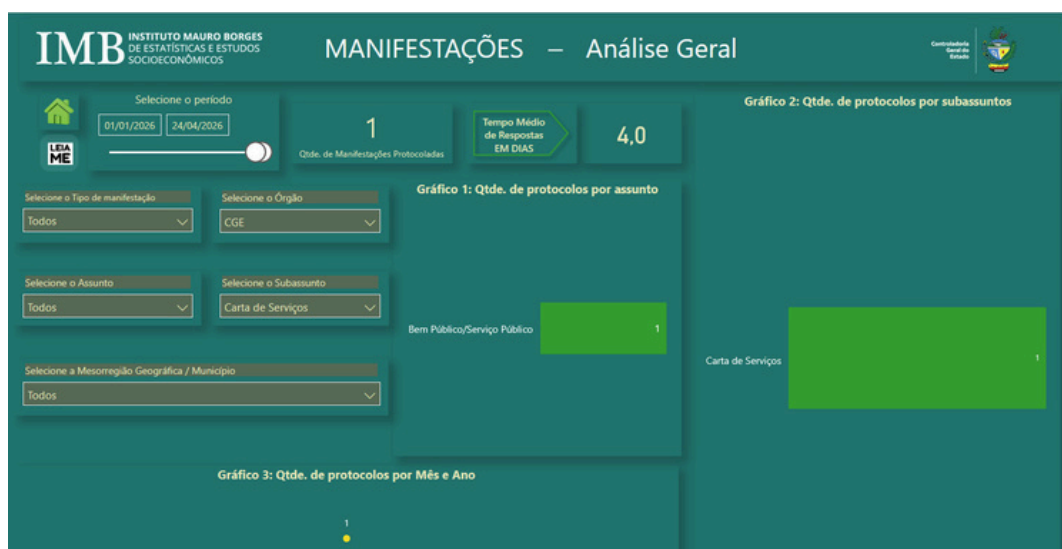 IMB
INSTITUTO MAURO BORGES
DE ESTATÍSTICAS E ESTUDOS
SOCIOECONÔMICOS
MANIFESTAÇÕES – Análise Geral
Controladoria
Geral do
Estado
LEIA
ME
Selecione o período
01/01/2026 24/04/2026
1
Qtde. de Manifestações Protocoladas
Tempo Médio
de Respostas
EM DIAS
4,0
Gráfico 2: Qtde. de protocolos por subassuntos
Carta de Serviços 1
Selecione o Tipo de manifestação
Todos
Selecione o Órgão
CGE
Selecione o Assunto
Todos
Selecione o Subassunto
Carta de Serviços
Selecione a Mesorregião Geográfica / Município
Todos
Gráfico 1: Qtde. de protocolos por assunto
Bem Público/Serviço Público 1
Gráfico 3: Qtde. de protocolos por Mês e Ano
1